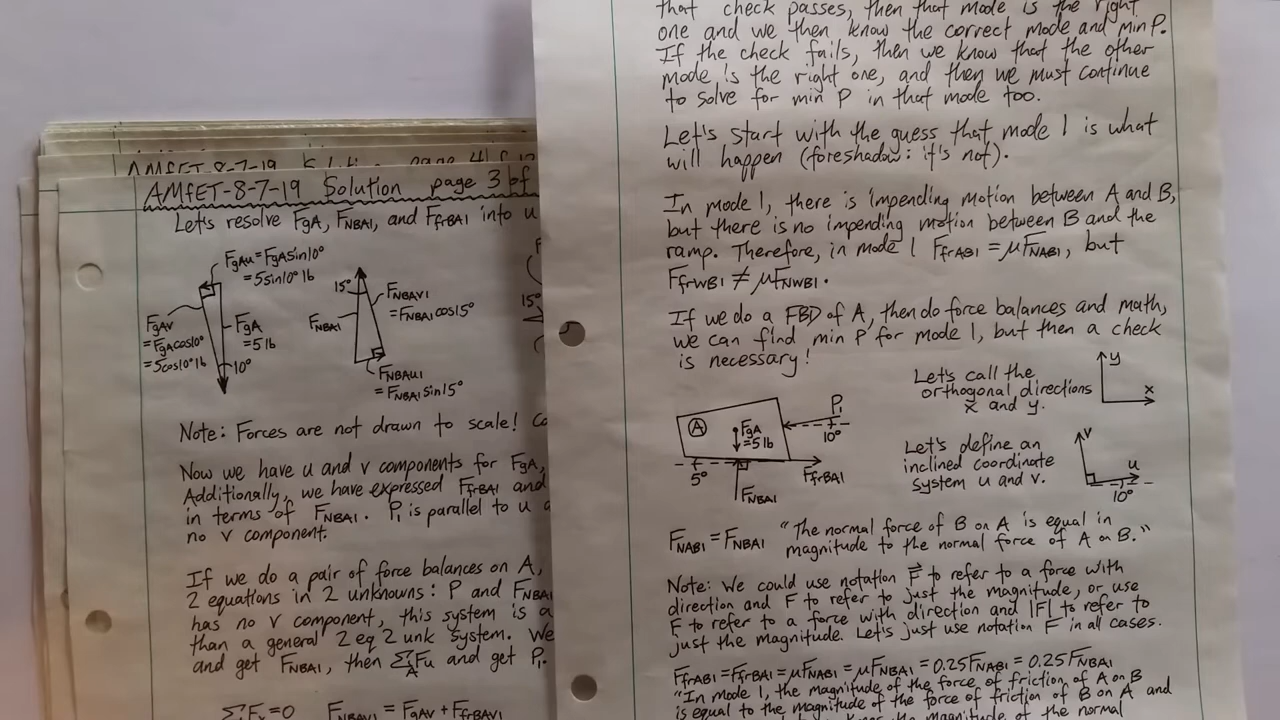 AMfET-8-7-19 Solution page 3 of
Let's resolve FgA, FNBA1, and FfrBA1 into u
FgAu = FgAsin10°
= 5sin10° lb
FgAv
= FgAcos10°
= 5cos10° lb
FgA
= 5 lb
10°
15°
FNBA1
FNBAV1
= FNBA1cos15°
FNBAU1
= FNBA1sin15°
15°
Note: Forces are not drawn to scale!
Now we have u and v components for FgA,
Additionally, we have expressed FfrBA1 and
in terms of FNBA1. P1 is parallel to u
no v component.
If we do a pair of force balances on A,
2 equations in 2 unknowns: P and
has no v component, this system is
than a general 2 eq 2 unk system. We
and get FNBA1, then ΣFu and get P1.
A
ΣFv=0 FNBAV1 = FgAV + FfrBAV1
that check passes, then that mode is the right
one and we then know the correct mode and min P.
If the check fails, then we know that the other
mode is the right one, and then we must continue
to solve for min P in that mode too.
Let's start with the guess that mode 1 is what
will happen (foreshadow: it's not).
In mode 1, there is impending motion between A and B,
but there is no impending motion between B and the
ramp. Therefore, in mode 1 FfrAB1 = μFNAB1, but
FfrWB1 ≠ μFNWB1.
If we do a FBD of A, then do force balances and math,
we can find min P for mode 1, but then a check
is necessary!
Let's call the
orthogonal directions
x and y.
y
x
A
FgA
= 5 lb
P1
10°
5°
FfrBA1
FNBA1
Let's define an
inclined coordinate
system u and v.
v
u
10°
FNAB1 = FNBA1 "The normal force of B on A is equal in
magnitude to the normal force of A on B."
Note: We could use notation F⃗ to refer to a force with
direction and F to refer to just the magnitude, or use
F to refer to a force with direction and |F| to refer to
just the magnitude. Let's just use notation F in all cases.
FfrAB1 = FfrBA1 = μFNAB1 = μFNBA1 = 0.25FNAB1 = 0.25FNBA1
"In mode 1, the magnitude of the force of friction of A on B
is equal to the magnitude of the force of friction of B on A and
magnitude of the normal